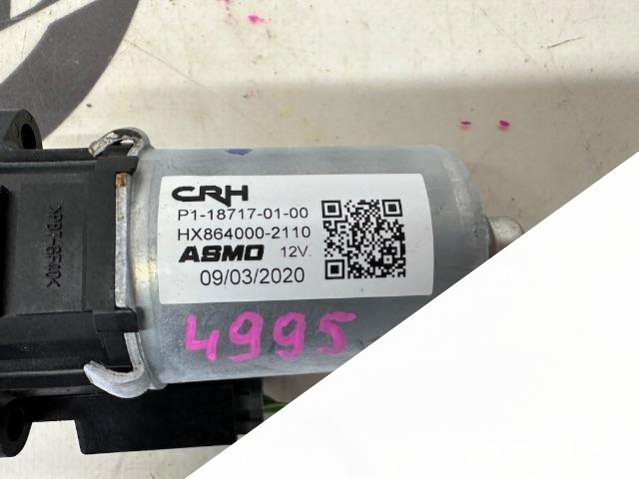 CRH
P1-18717-01-00
HX864000-2110
ASMO 12V.
09/03/2020
4995